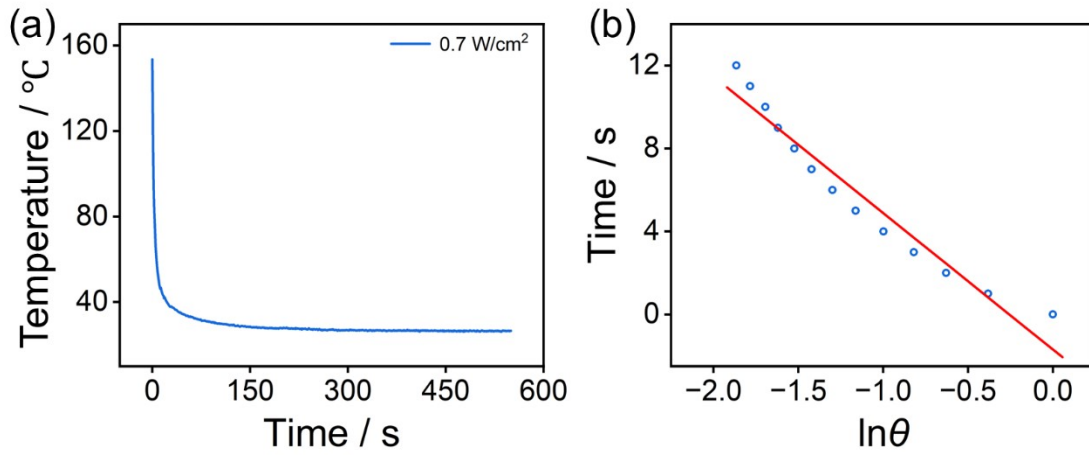 (a)
160
120
80
40
Temperature / °C
0.7 W/cm²
0 150 300 450 600
Time / s
(b)
12
8
4
0
Time / s
−2.0 −1.5 −1.0 −0.5 0.0
lnθ